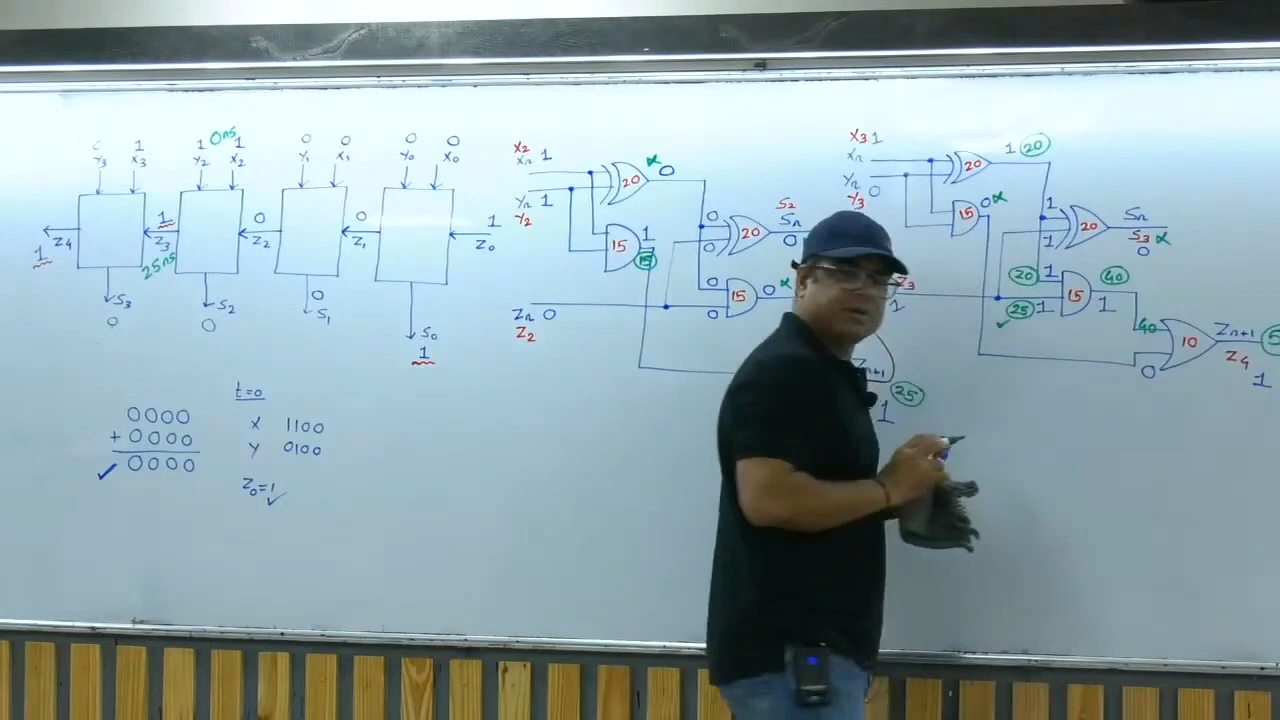 1 0ns 1 0 0 0 0
Y3 X3 Y2 X2 Y1 X1 Y0 X0
1 0 0 1
Z4 Z3 Z2 Z1 Z0
1 25ns
S3 S2 0 S1 S0
0 0 1
0000
+ 0000
0000
t=0
X 1100
Y 0100
Z0=1
X2
Xn 1
Yn 1
Y2
20 0
15 1
15
0
0
20
S2
Sn
0
0
0
15 0
Zn 0
Z2
Z3
1
Zn+1
25
1
X3 1
Xn
Yn 0
Y3
20 1 20
15 0
1
1
20
Sn
S3
0
20 1
25 1
15
40
1
40
0
10
Zn+1
Z4
1